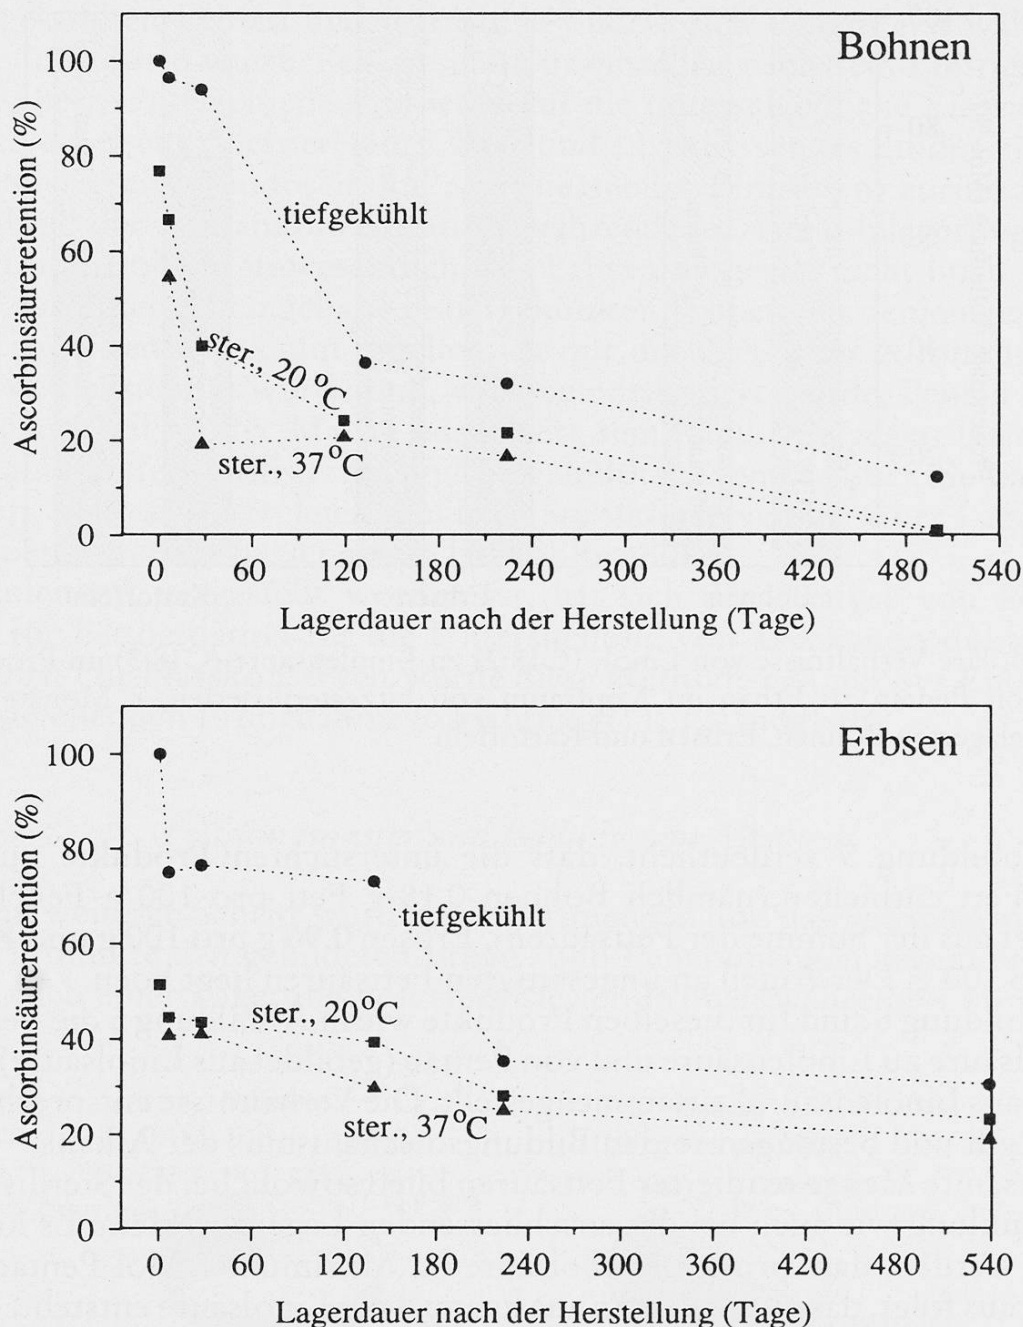 Bohnen
Ascorbinsäureretention (%)
100
80
60
40
20
0
tiefgekühlt
ster., 20 °C
ster., 37 °C
0 60 120 180 240 300 360 420 480 540
Lagerdauer nach der Herstellung (Tage)
Erbsen
Ascorbinsäureretention (%)
100
80
60
40
20
0
tiefgekühlt
ster., 20 °C
ster., 37 °C
0 60 120 180 240 300 360 420 480 540
Lagerdauer nach der Herstellung (Tage)